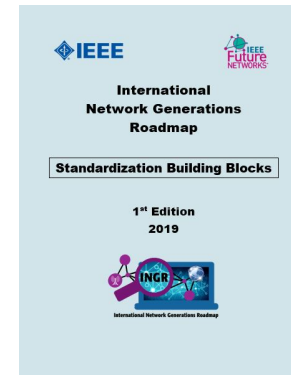 IEEE
IEEE
Future
NETWORKS
International
Network Generations
Roadmap
Standardization Building Blocks
1st Edition
2019
INGR
International Network Generations Roadmap